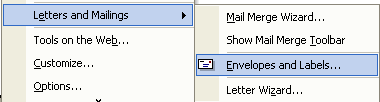 Letters and Mailings
Tools on the Web...
Customize...
Options...
Mail Merge Wizard...
Show Mail Merge Toolbar
Envelopes and Labels...
Letter Wizard...